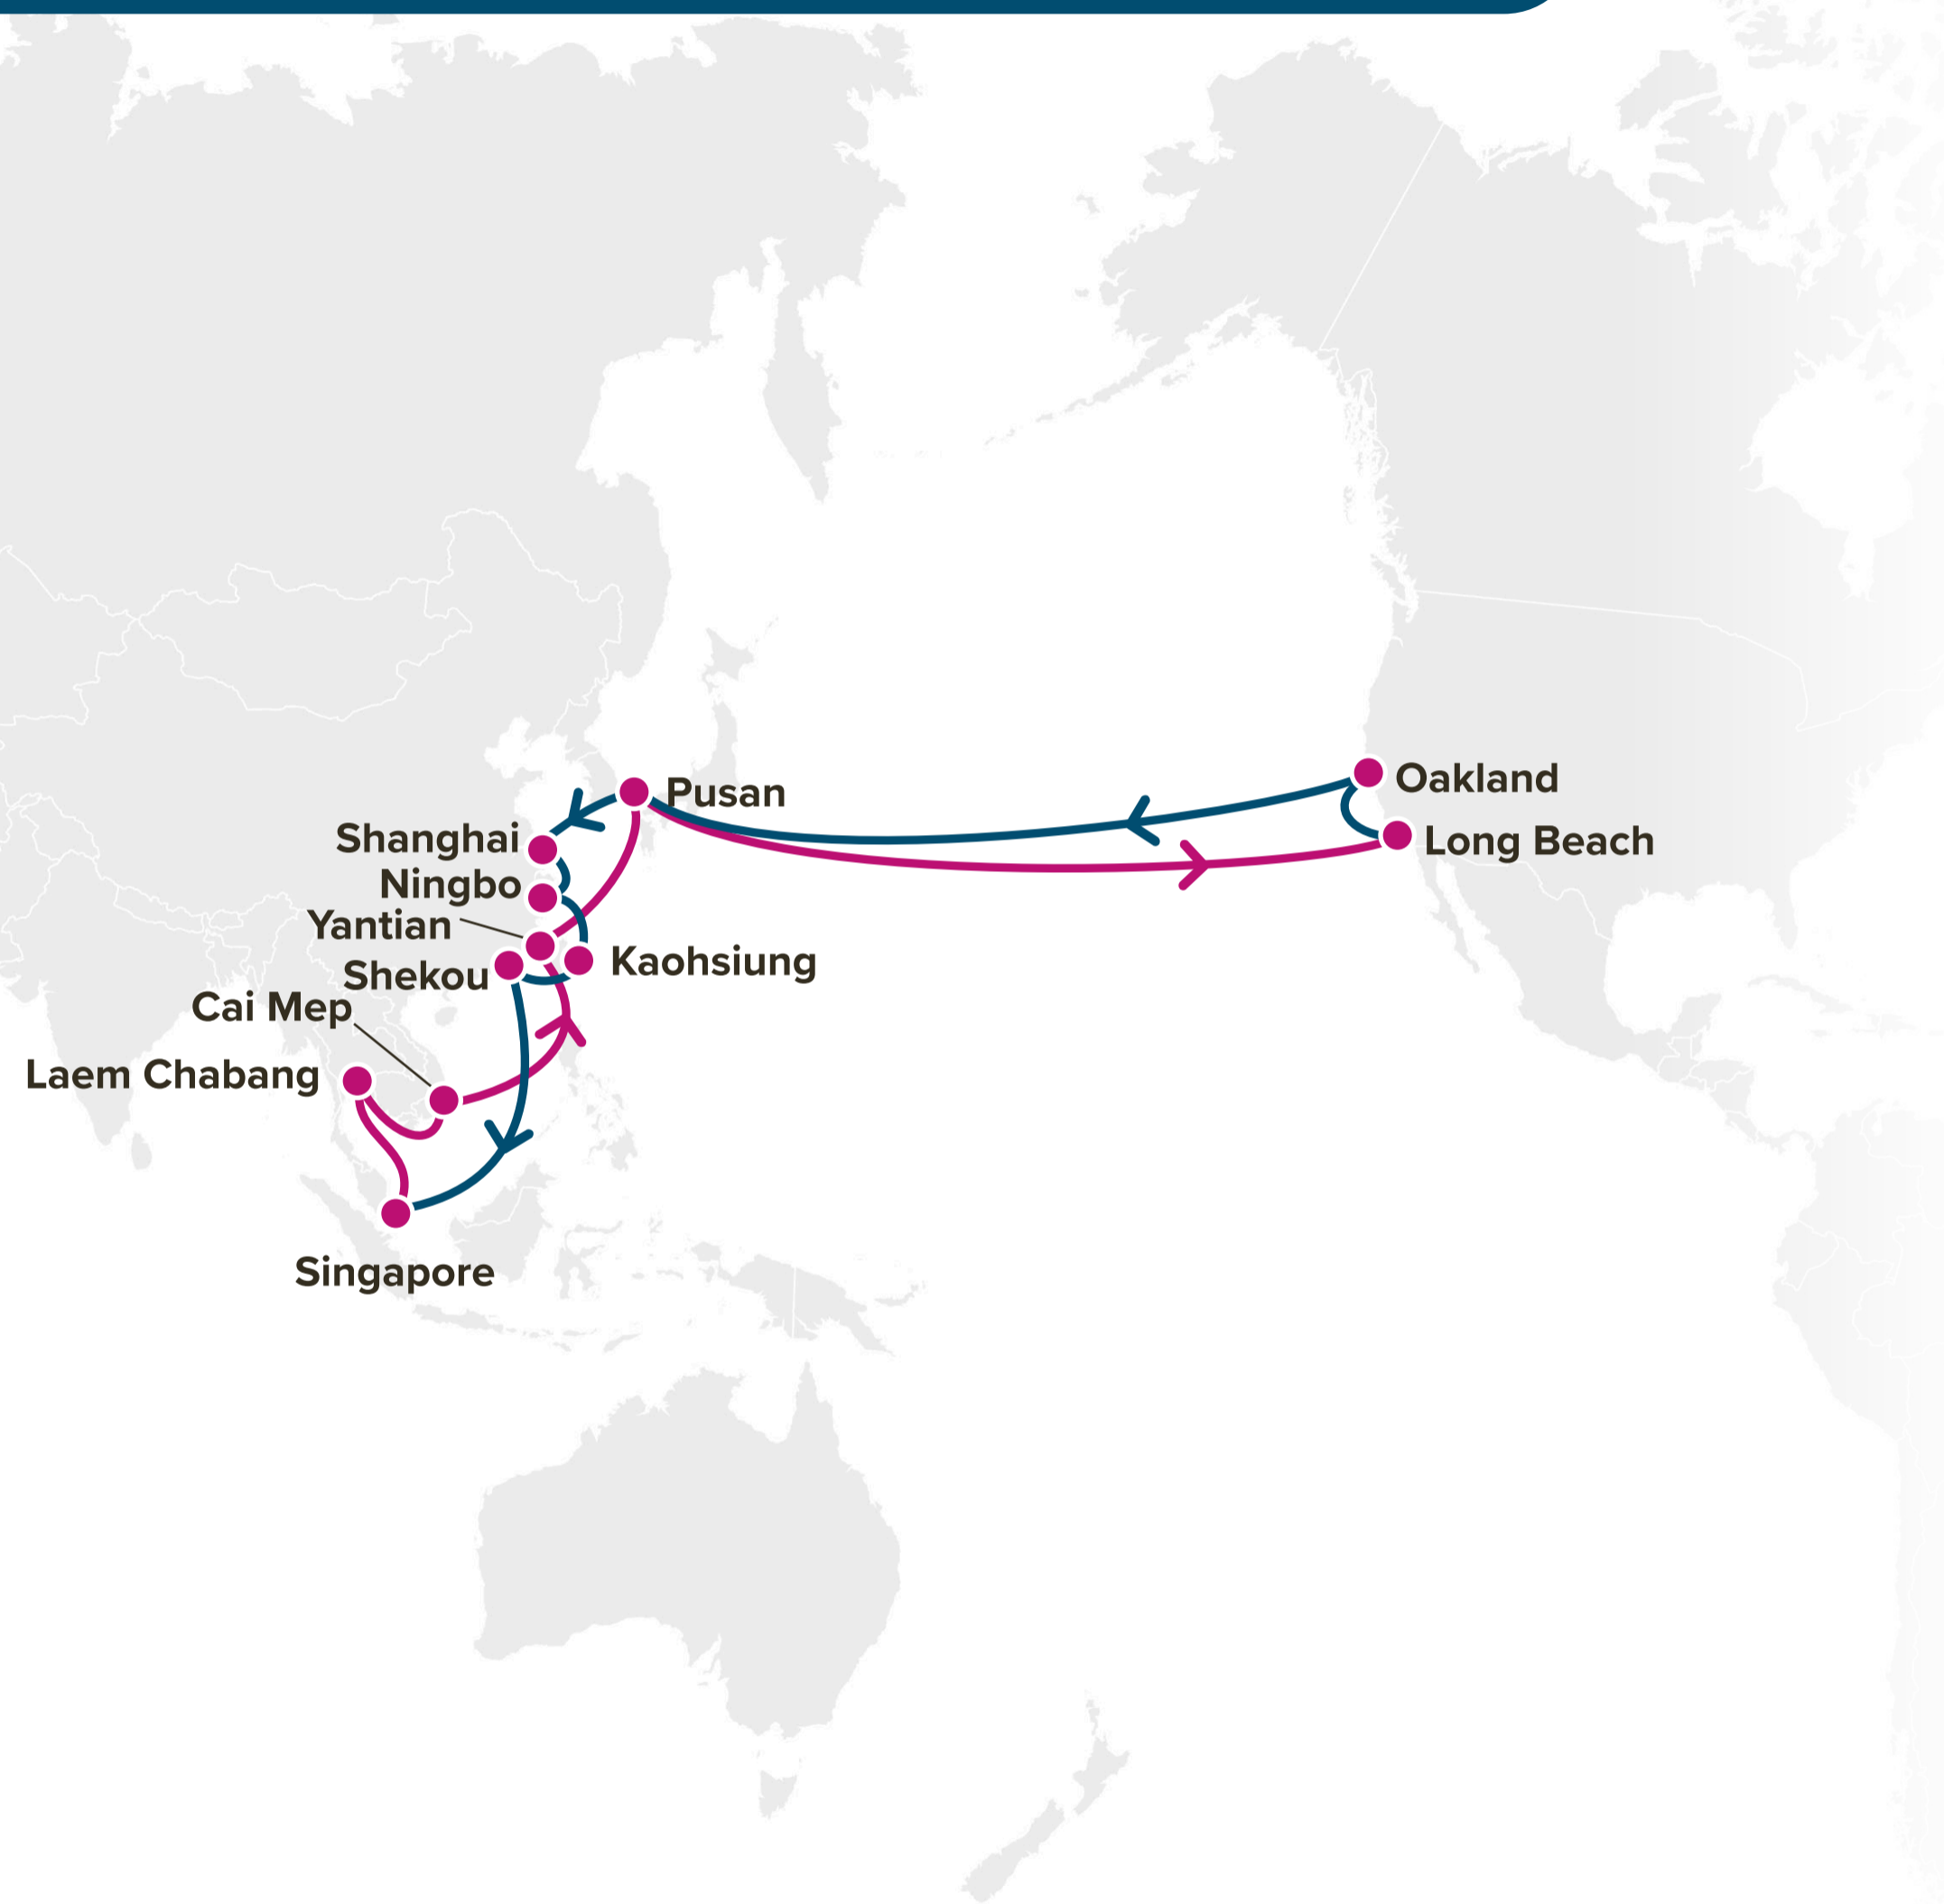 Oakland
Pusan
Long Beach
Shanghai
Ningbo
Yantian
Kaohsiung
Shekou
Cai Mep
Laem Chabang
Singapore